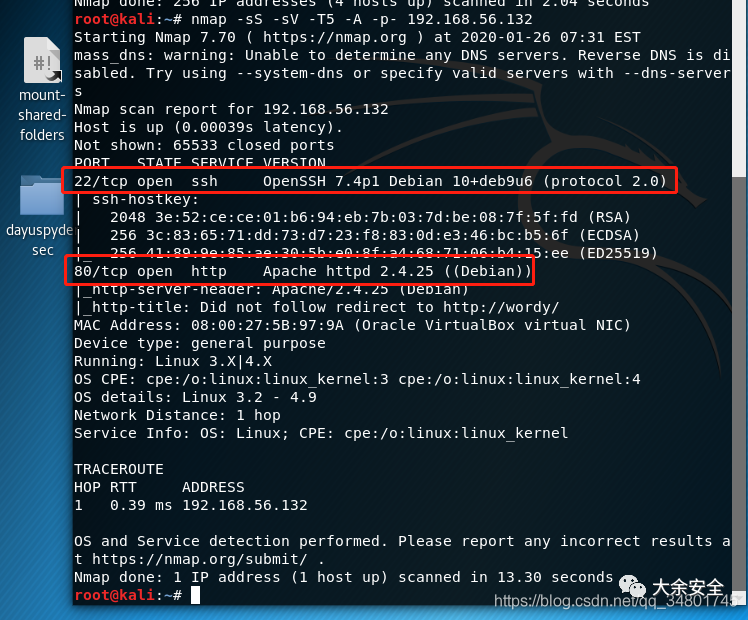 Nmap done: 256 IP addresses (4 hosts up) scanned in 2.04 seconds
root@kali:~# nmap -sS -sV -T5 -A -p- 192.168.56.132
Starting Nmap 7.70 ( https://nmap.org ) at 2020-01-26 07:31 EST
mass_dns: warning: Unable to determine any DNS servers. Reverse DNS is di
sabled. Try using --system-dns or specify valid servers with --dns-server
s
Nmap scan report for 192.168.56.132
Host is up (0.00039s latency).
Not shown: 65533 closed ports
PORT   STATE SERVICE VERSION
22/tcp open  ssh     OpenSSH 7.4p1 Debian 10+deb9u6 (protocol 2.0)
| ssh-hostkey:
|   2048 3e:52:ce:ce:01:b6:94:eb:7b:03:7d:be:08:7f:5f:fd (RSA)
|   256 3c:83:65:71:dd:73:d7:23:f8:83:0d:e3:46:bc:b5:6f (ECDSA)
|_  256 41:89:9e:85:ae:30:5b:e0:8f:a4:68:71:06:b4:15:ee (ED25519)
80/tcp open  http    Apache httpd 2.4.25 ((Debian))
|_http-server-header: Apache/2.4.25 (Debian)
|_http-title: Did not follow redirect to http://wordy/
MAC Address: 08:00:27:5B:97:9A (Oracle VirtualBox virtual NIC)
Device type: general purpose
Running: Linux 3.X|4.X
OS CPE: cpe:/o:linux:linux_kernel:3 cpe:/o:linux:linux_kernel:4
OS details: Linux 3.2 - 4.9
Network Distance: 1 hop
Service Info: OS: Linux; CPE: cpe:/o:linux:linux_kernel
TRACEROUTE
HOP RTT     ADDRESS
1   0.39 ms 192.168.56.132
OS and Service detection performed. Please report any incorrect results a
t https://nmap.org/submit/ .
Nmap done: 1 IP address (1 host up) scanned in 13.30 seconds
root@kali:~#
#!
mount-
shared-
folders
dayuspyde
sec
大余安全
https://blog.csdn.net/qq_34801745